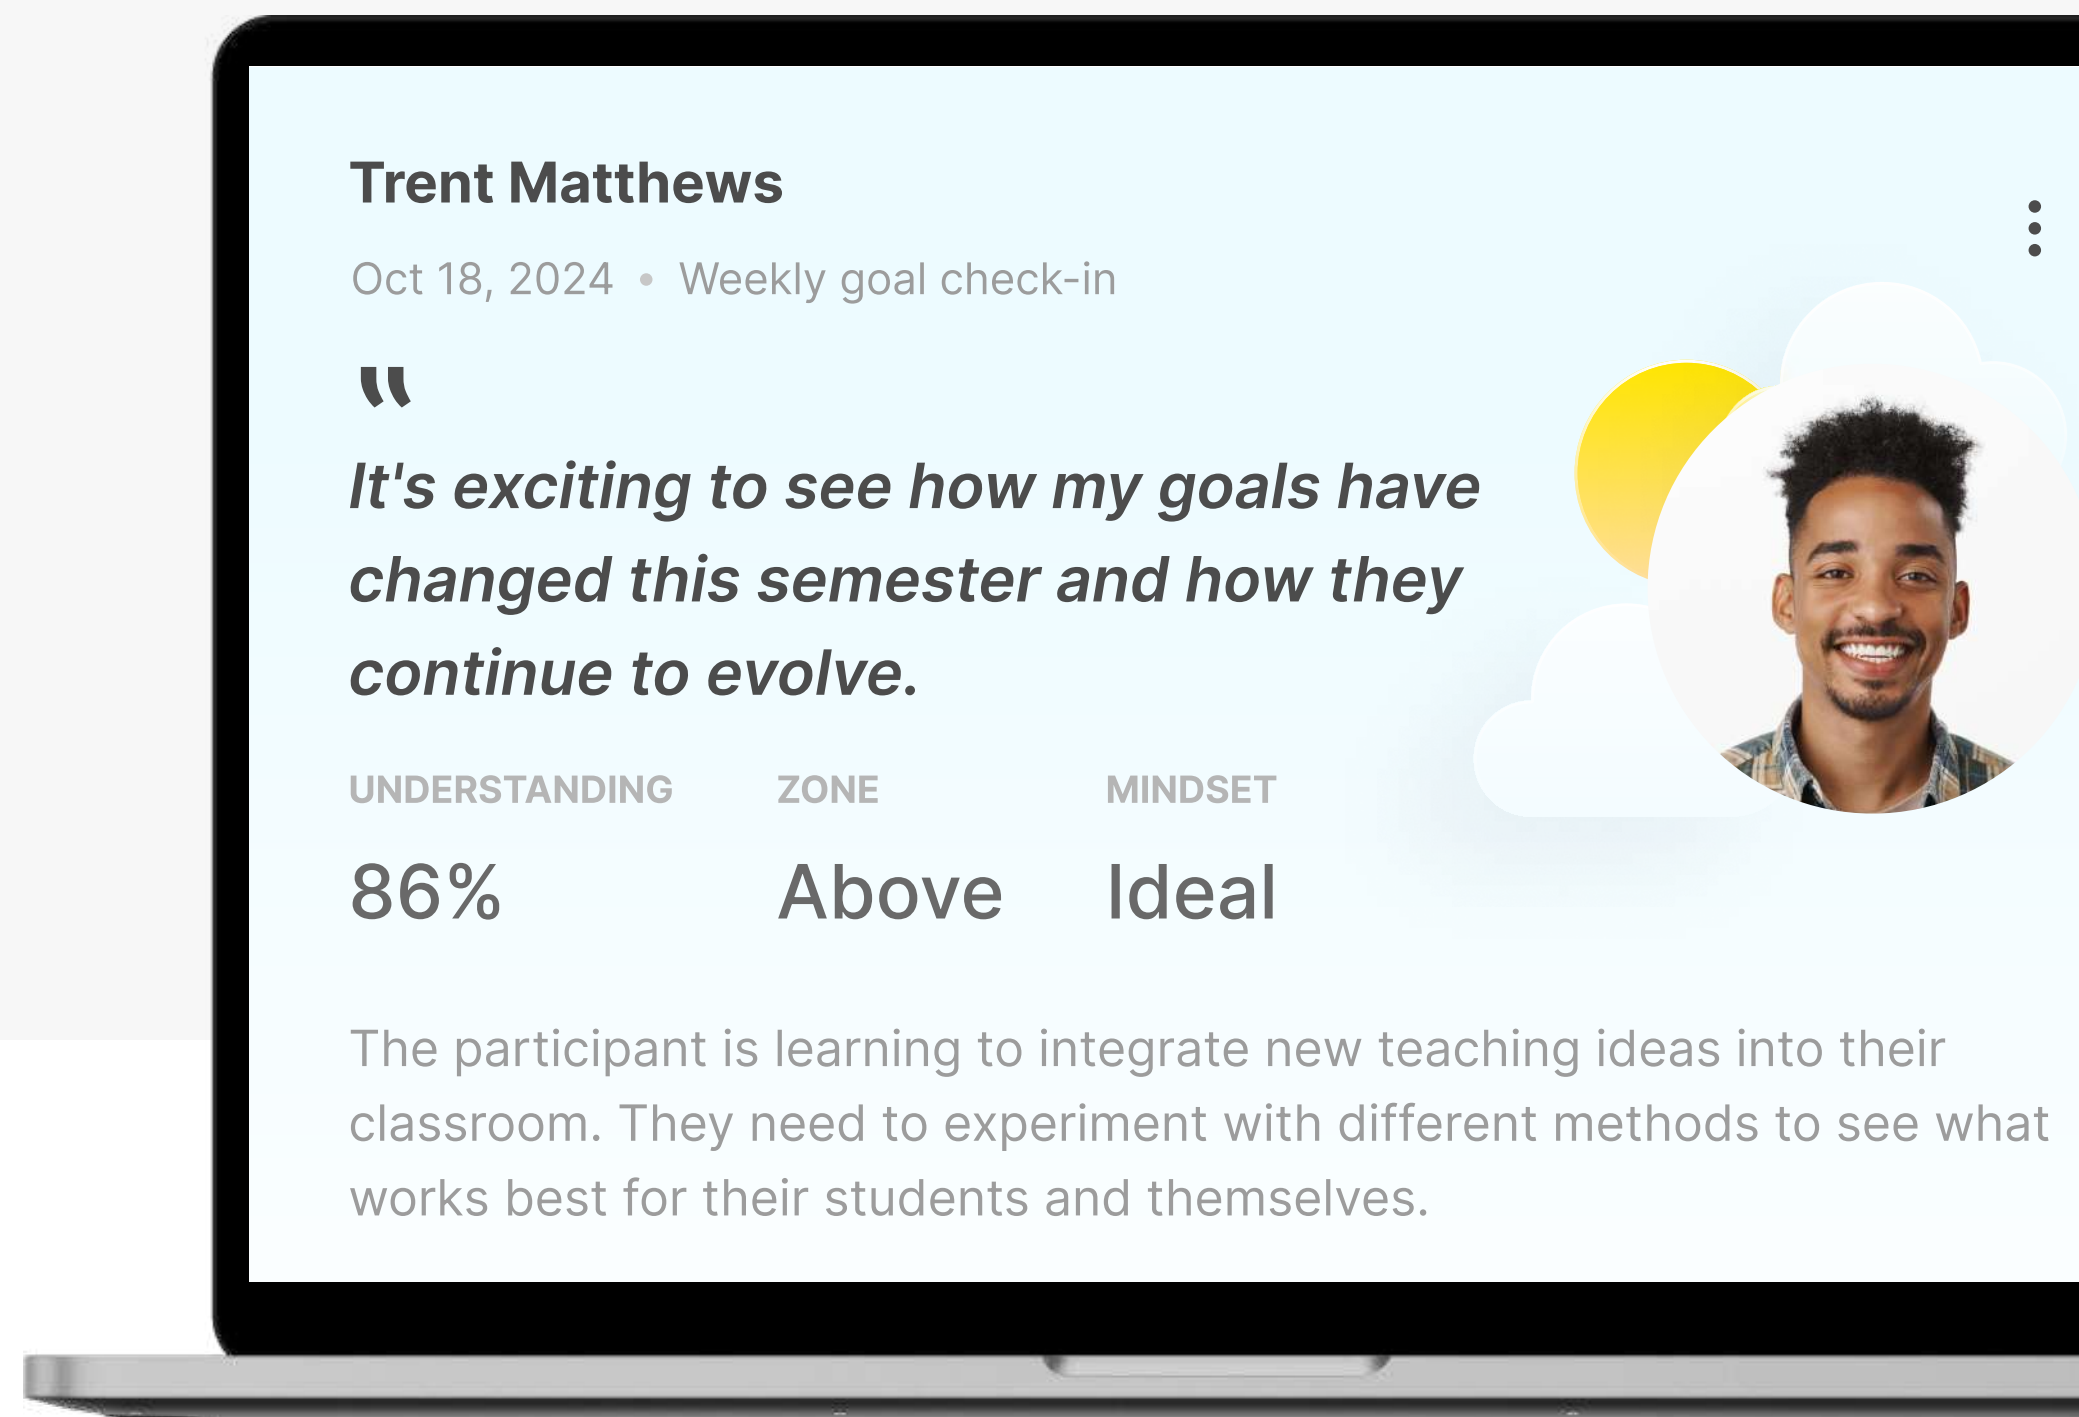 Trent Matthews
Oct 18, 2024 • Weekly goal check-in
‟
It's exciting to see how my goals have
changed this semester and how they
continue to evolve.
UNDERSTANDING ZONE MINDSET
86% Above Ideal
The participant is learning to integrate new teaching ideas into their
classroom. They need to experiment with different methods to see what
works best for their students and themselves.